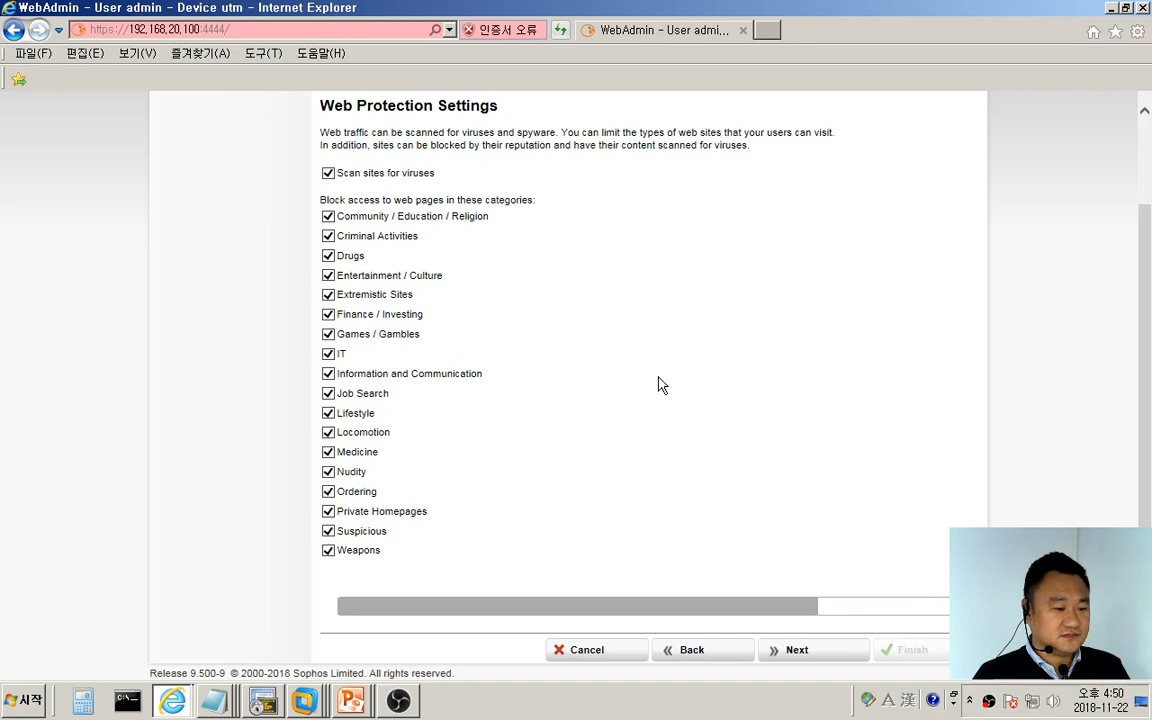 WebAdmin - User admin - Device utm - Internet Explorer
https://192.168.20.100:4444/
인증서 오류
WebAdmin - User admi...
파일(F) 편집(E) 보기(V) 즐겨찾기(A) 도구(T) 도움말(H)
Web Protection Settings
Web traffic can be scanned for viruses and spyware. You can limit the types of web sites that your users can visit.
In addition, sites can be blocked by their reputation and have their content scanned for viruses.
Scan sites for viruses
Block access to web pages in these categories:
Community / Education / Religion
Criminal Activities
Drugs
Entertainment / Culture
Extremistic Sites
Finance / Investing
Games / Gambles
IT
Information and Communication
Job Search
Lifestyle
Locomotion
Medicine
Nudity
Ordering
Private Homepages
Suspicious
Weapons
Cancel
Back
Next
Finish
Release 9.500-9 © 2000-2018 Sophos Limited. All rights reserved.
시작
A 漢
오후 4:50
2018-11-22